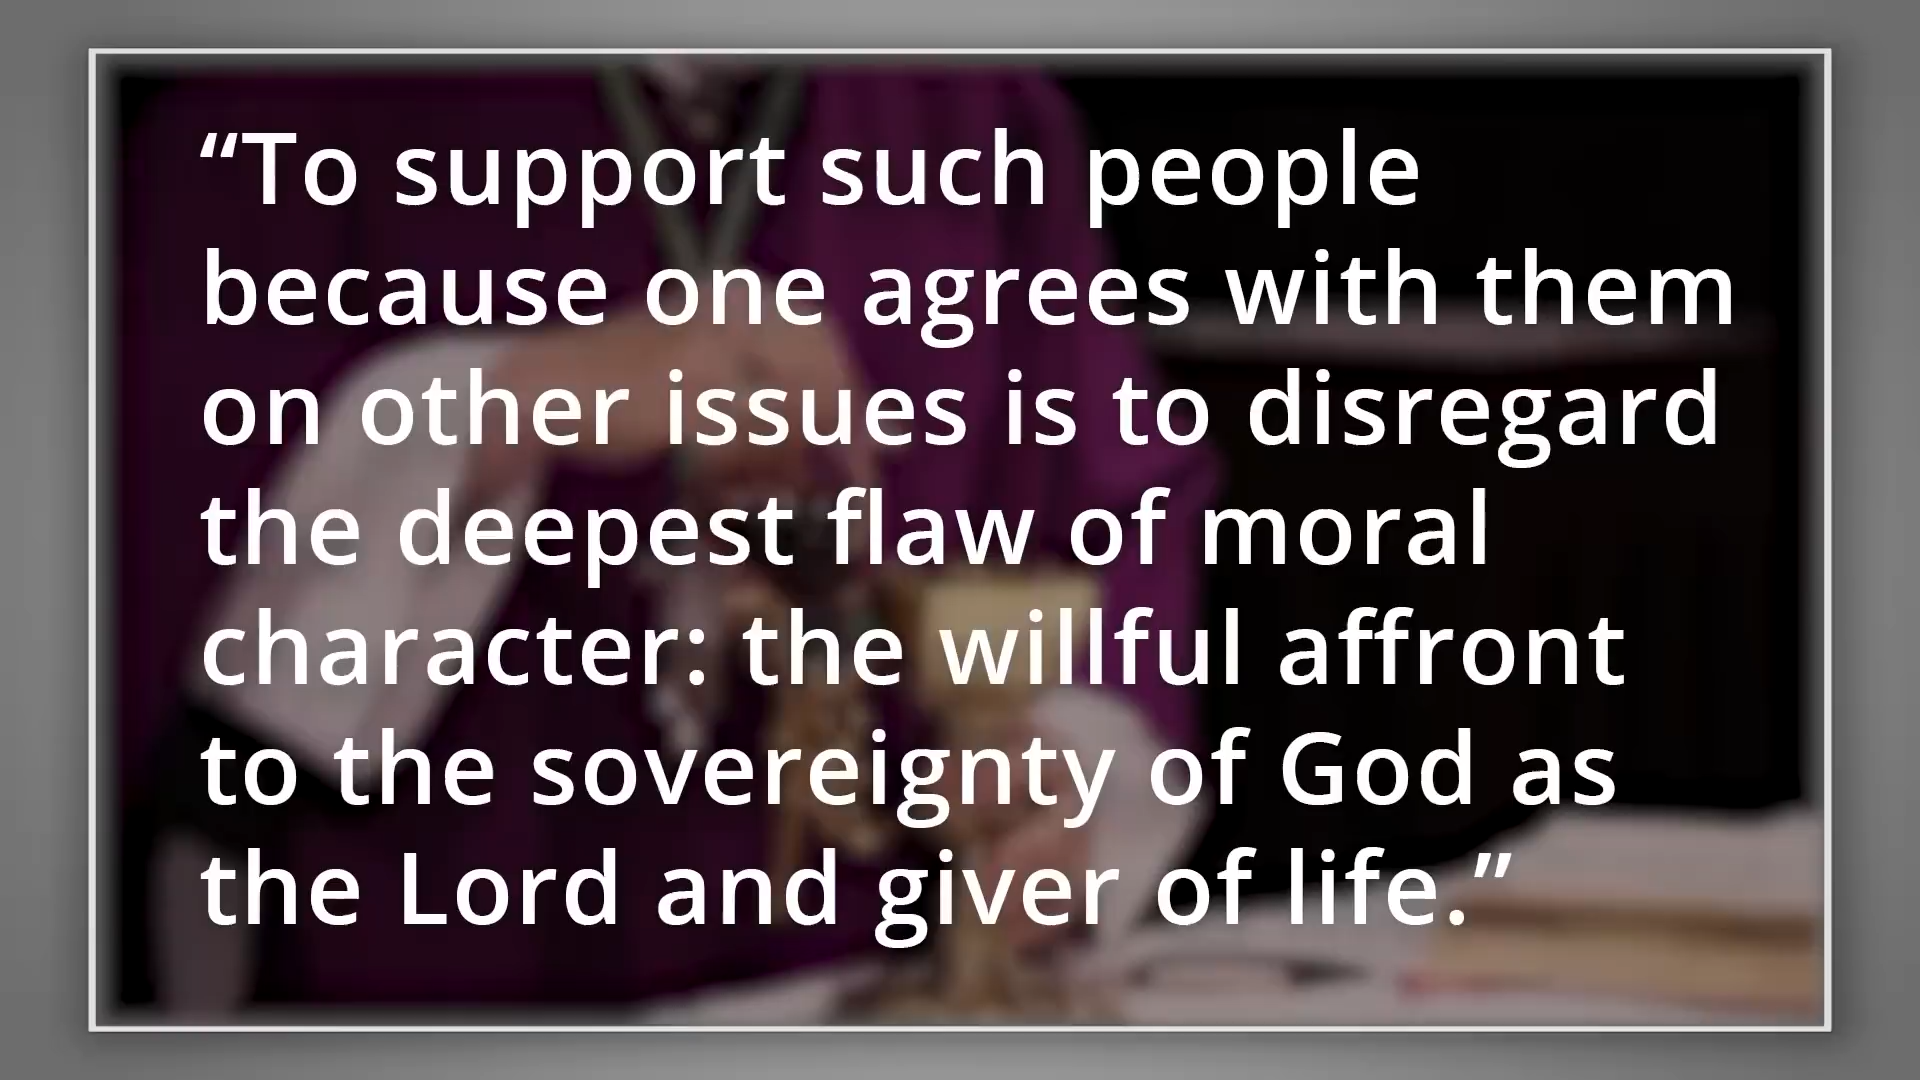 “To support such people
because one agrees with them
on other issues is to disregard
the deepest flaw of moral
character: the willful affront
to the sovereignty of God as
the Lord and giver of life.”